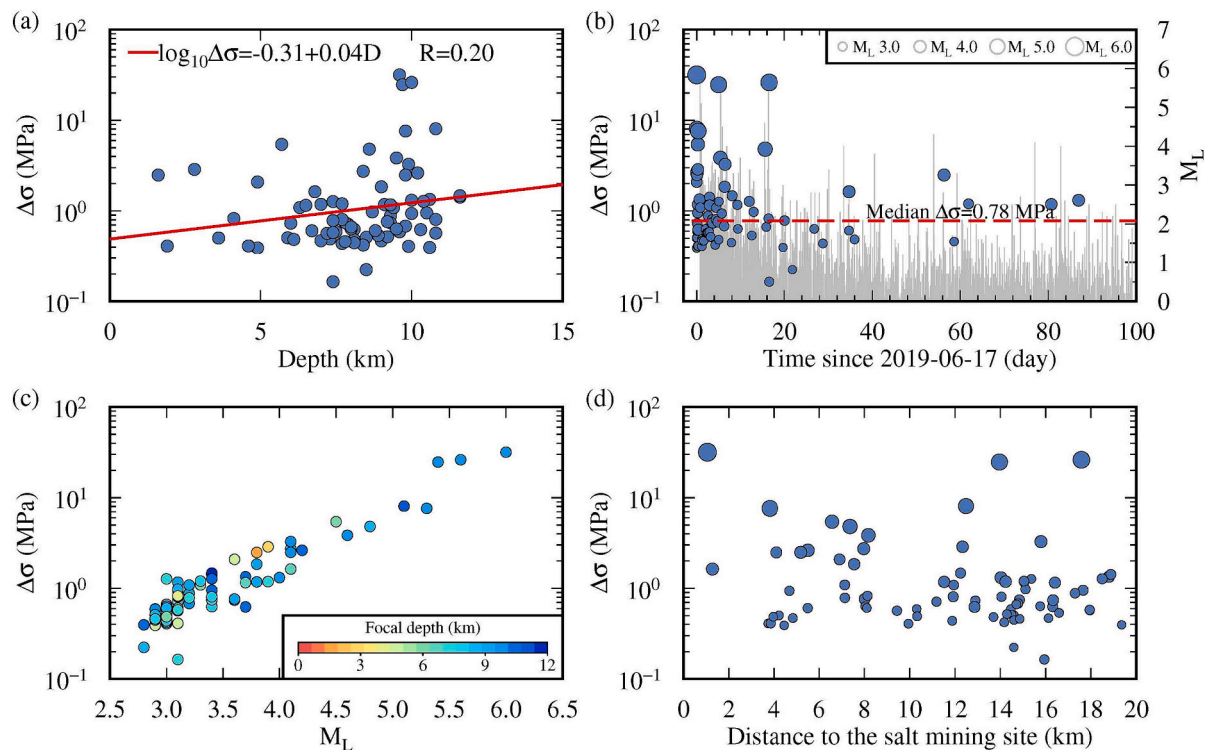 (a)
log₁₀Δσ=-0.31+0.04D R=0.20
10²
10¹
10⁰
10⁻¹
Δσ (MPa)
0 5 10 15
Depth (km)
(b)
M_L 3.0 M_L 4.0 M_L 5.0 M_L 6.0
10²
10¹
10⁰
10⁻¹
Δσ (MPa)
Median Δσ=0.78 MPa
7
6
5
4
3
2
1
0
M_L
0 20 40 60 80 100
Time since 2019-06-17 (day)
(c)
10²
10¹
10⁰
10⁻¹
Δσ (MPa)
Focal depth (km)
0 3 6 9 12
2.5 3.0 3.5 4.0 4.5 5.0 5.5 6.0 6.5
M_L
(d)
10²
10¹
10⁰
10⁻¹
Δσ (MPa)
0 2 4 6 8 10 12 14 16 18 20
Distance to the salt mining site (km)